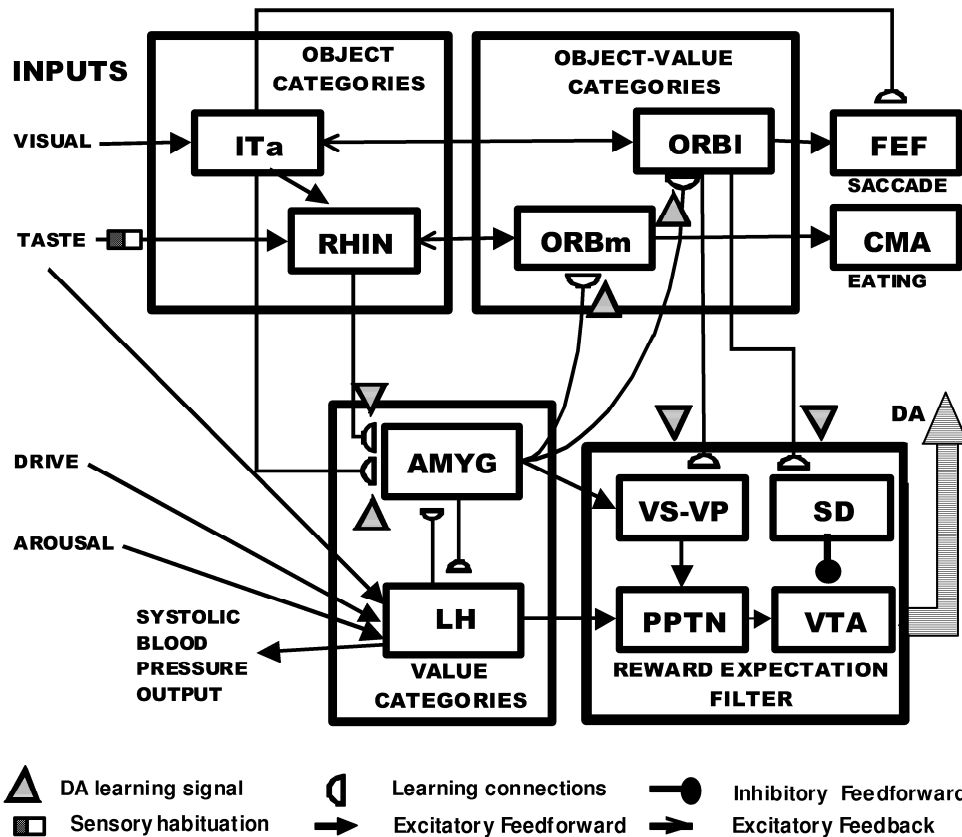 INPUTS
OBJECT
CATEGORIES
OBJECT-VALUE
CATEGORIES
VISUAL
ITa
ORBl
FEF
SACCADE
TASTE
RHIN
ORBm
CMA
EATING
DA
DRIVE
AMYG
VS-VP
SD
AROUSAL
SYSTOLIC
BLOOD
PRESSURE
OUTPUT
LH
PPTN
VTA
VALUE
CATEGORIES
REWARD EXPECTATION
FILTER
DA learning signal
Learning connections
Inhibitory Feedforward
Sensory habituation
Excitatory Feedforward
Excitatory Feedback